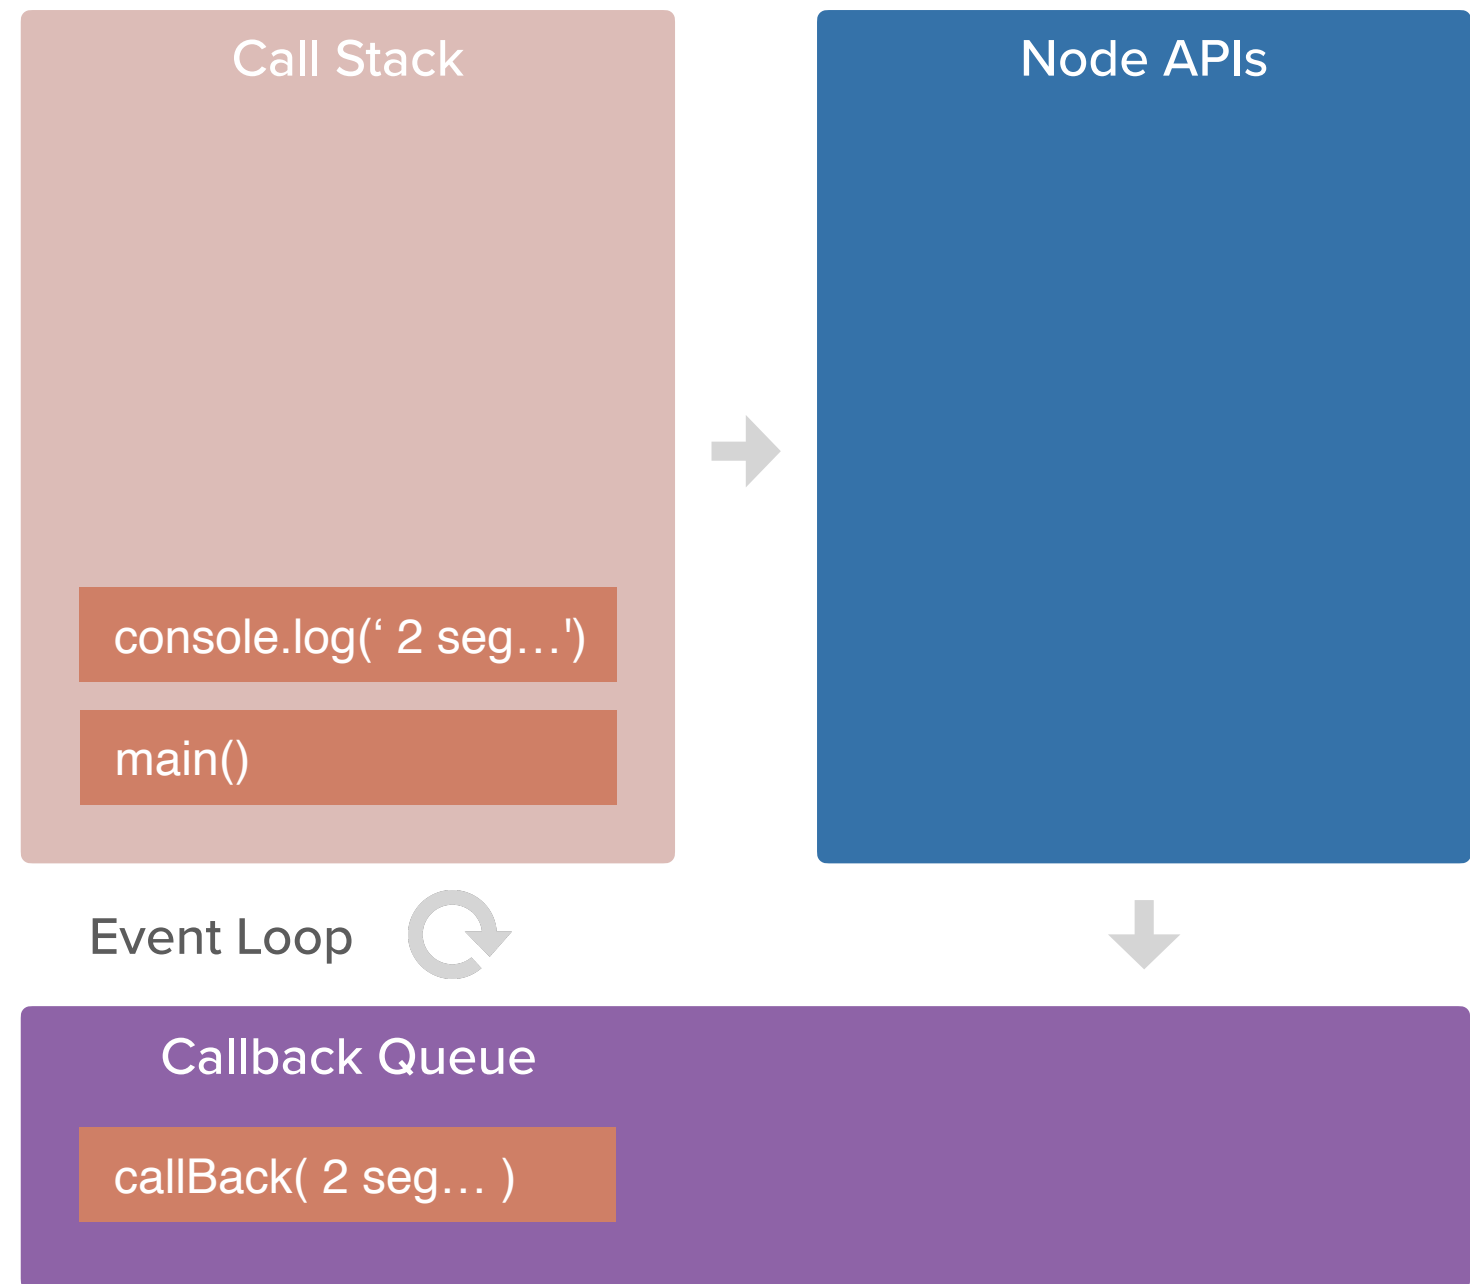 Call Stack
Node APIs
console.log(‘ 2 seg…')
main()
Event Loop
Callback Queue
callBack( 2 seg… )